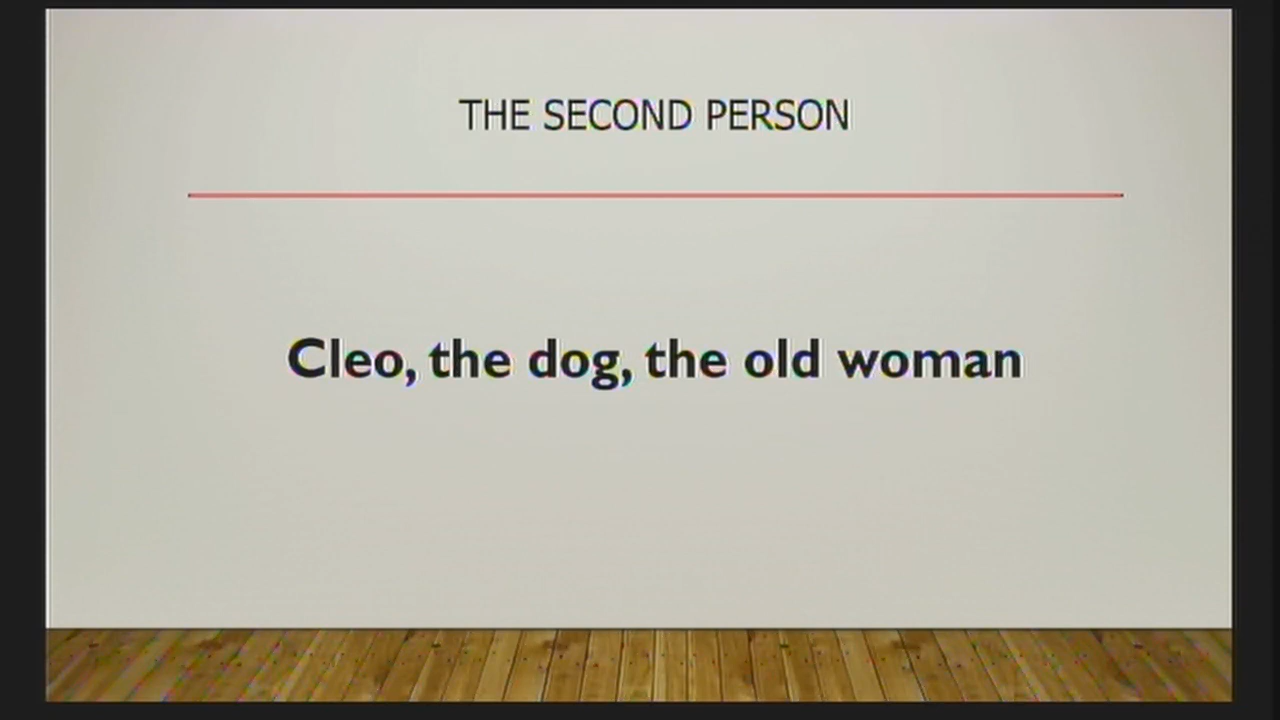 THE SECOND PERSON
Cleo, the dog, the old woman